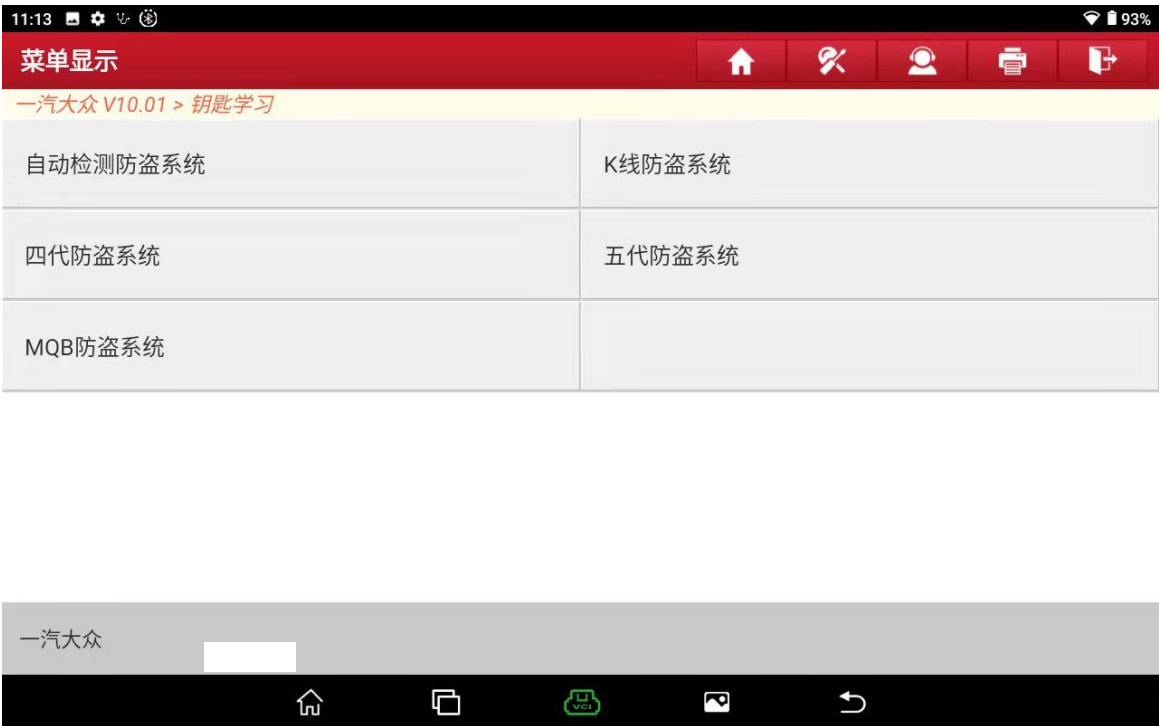 11:13 93%
菜单显示
一汽大众 V10.01 > 钥匙学习
自动检测防盗系统 K线防盗系统
四代防盗系统 五代防盗系统
MQB防盗系统
一汽大众
VCI